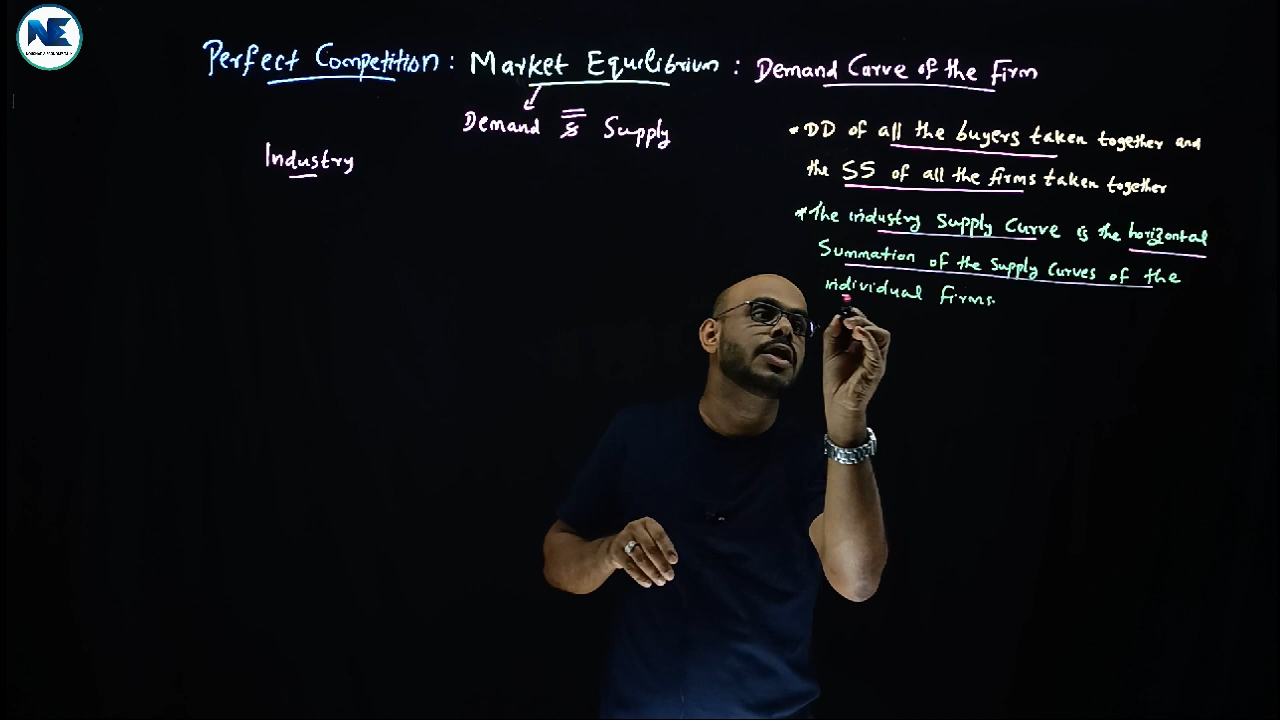 NE
Perfect Competition : Market Equilibrium : Demand Curve of the Firm
Demand & Supply
Industry
* DD of all the buyers taken together and
the SS of all the firms taken together
* The industry Supply Curve is the horizontal
Summation of the Supply Curves of the
individual firms.